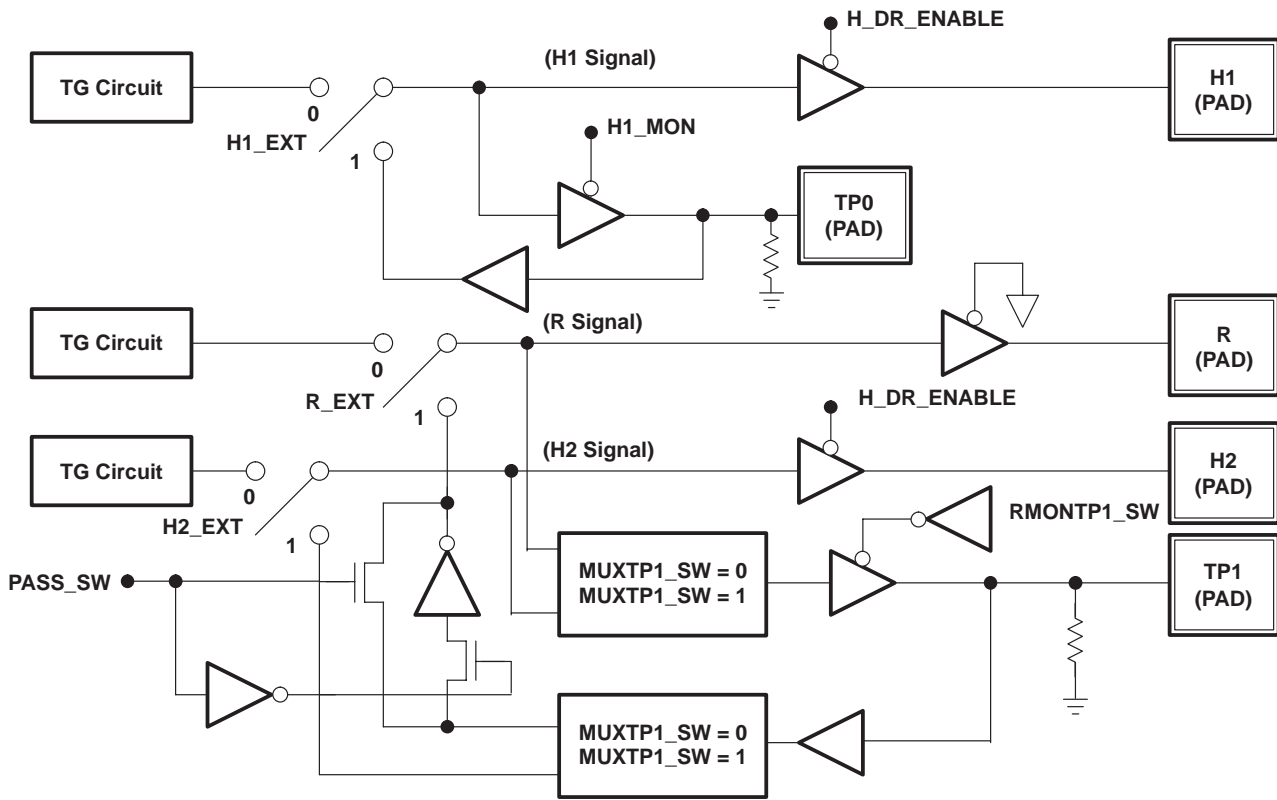 H_DR_ENABLE
TG Circuit
(H1 Signal)
H1
(PAD)
0
H1_EXT
H1_MON
1
TP0
(PAD)
TG Circuit
(R Signal)
R
(PAD)
0
R_EXT
H_DR_ENABLE
1
TG Circuit
(H2 Signal)
H2
(PAD)
0
H2_EXT
RMONTP1_SW
1
PASS_SW
MUXTP1_SW = 0
MUXTP1_SW = 1
TP1
(PAD)
MUXTP1_SW = 0
MUXTP1_SW = 1